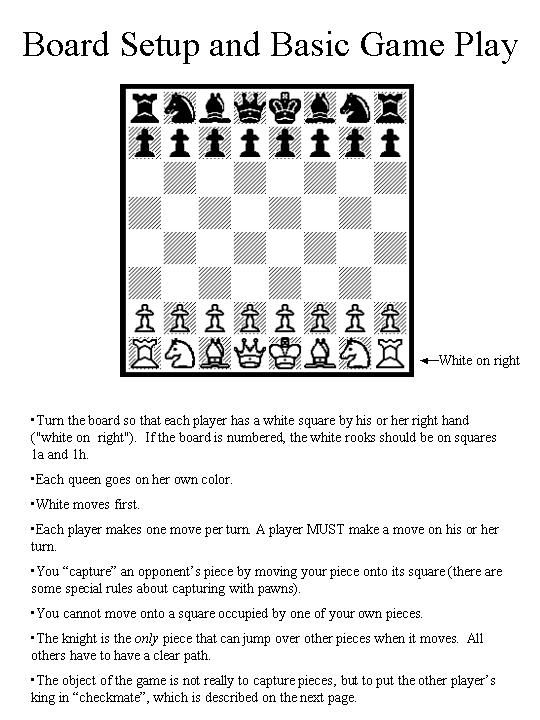 Board Setup and Basic Game Play
White on right
•Turn the board so that each player has a white square by his or her right hand
("white on right"). If the board is numbered, the white rooks should be on squares
1a and 1h.
•Each queen goes on her own color.
•White moves first.
•Each player makes one move per turn. A player MUST make a move on his or her
turn.
•You “capture” an opponent’s piece by moving your piece onto its square (there are
some special rules about capturing with pawns).
•You cannot move onto a square occupied by one of your own pieces.
•The knight is the only piece that can jump over other pieces when it moves. All
others have to have a clear path.
•The object of the game is not really to capture pieces, but to put the other player’s
king in “checkmate”, which is described on the next page.